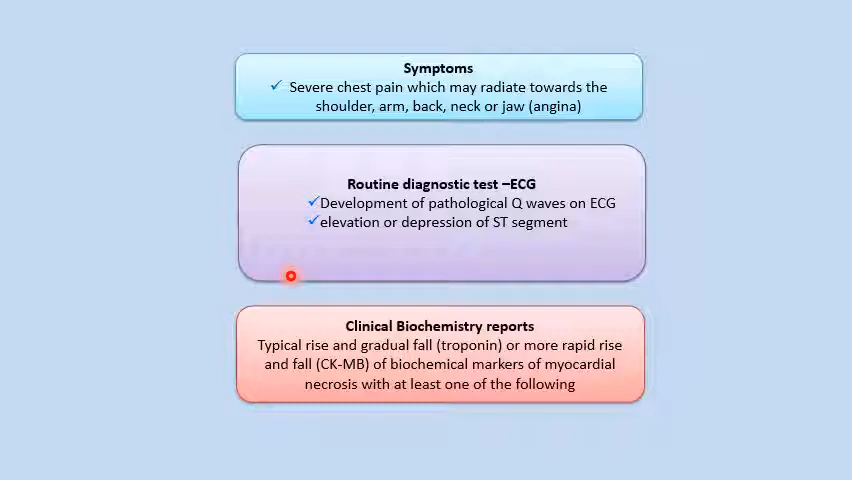 Symptoms
✓ Severe chest pain which may radiate towards the
shoulder, arm, back, neck or jaw (angina)
Routine diagnostic test –ECG
✓Development of pathological Q waves on ECG
✓elevation or depression of ST segment
Clinical Biochemistry reports
Typical rise and gradual fall (troponin) or more rapid rise
and fall (CK-MB) of biochemical markers of myocardial
necrosis with at least one of the following